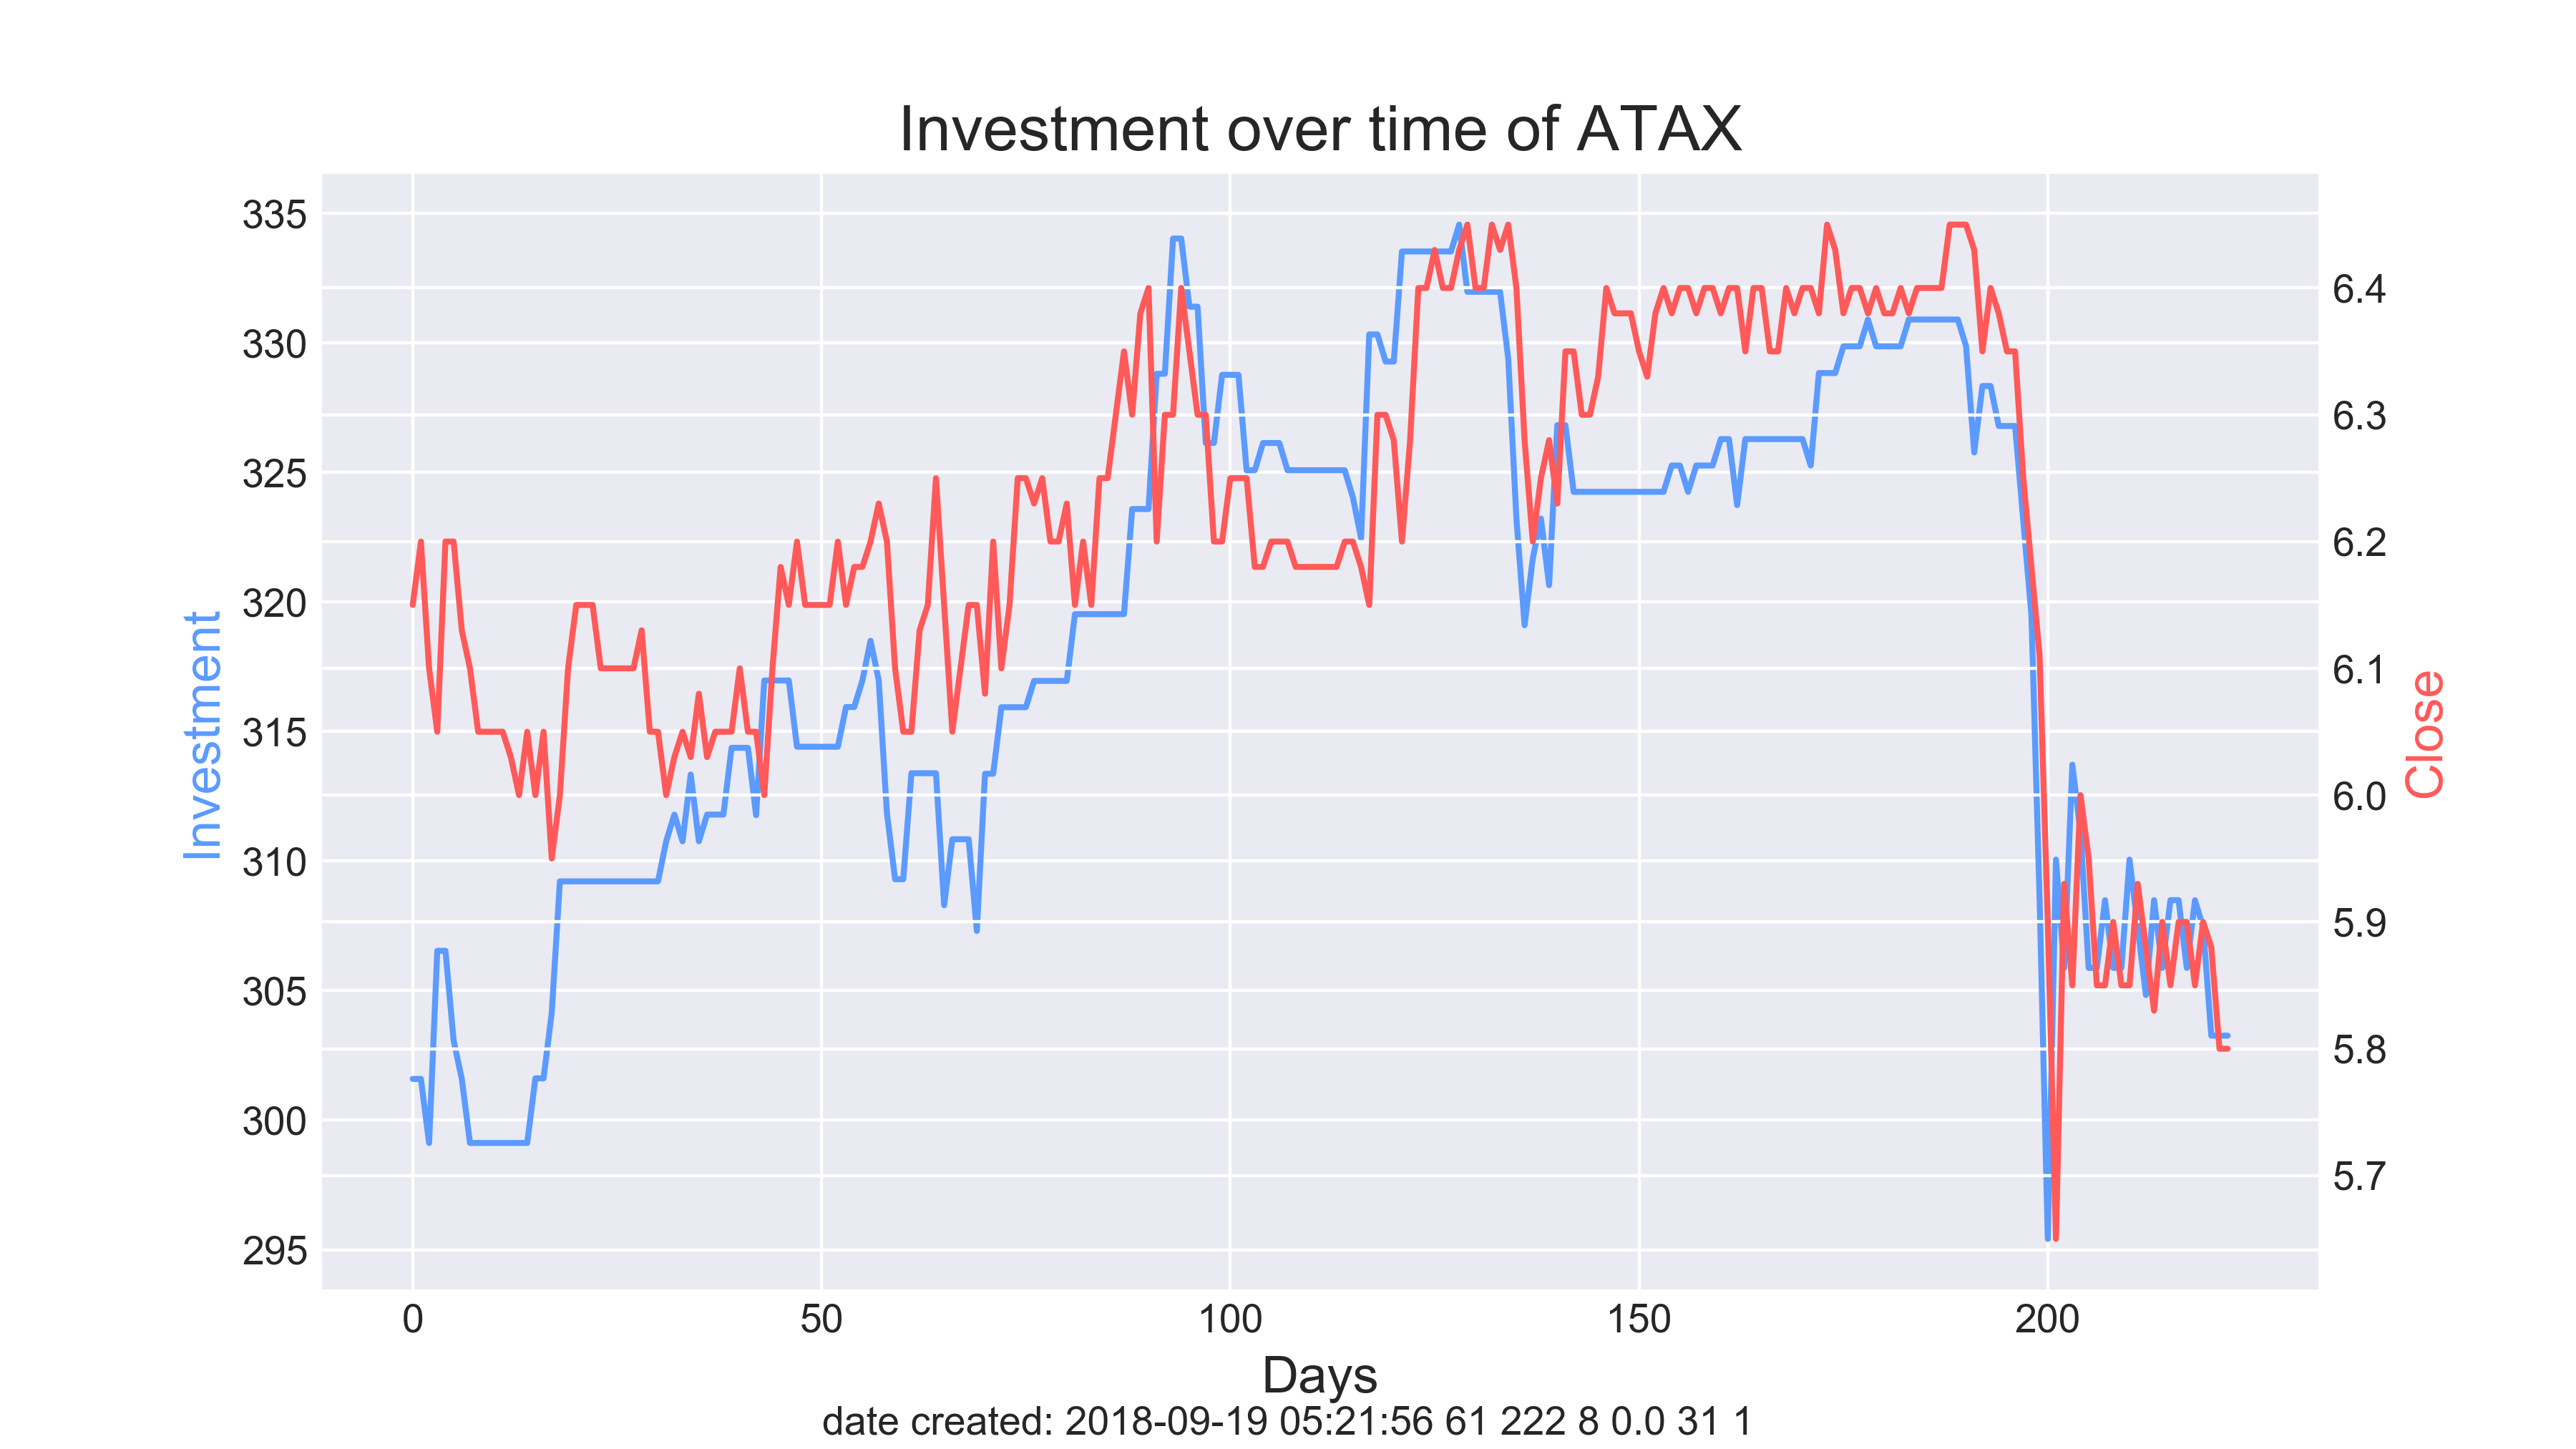 Investment over time of ATAX
335
330
325
320
315
310
305
300
295
Investment
6.4
6.3
6.2
6.1
6.0
5.9
5.8
5.7
Close
0 50 100 150 200
Days
date created: 2018-09-19 05:21:56 61 222 8 0.0 31 1